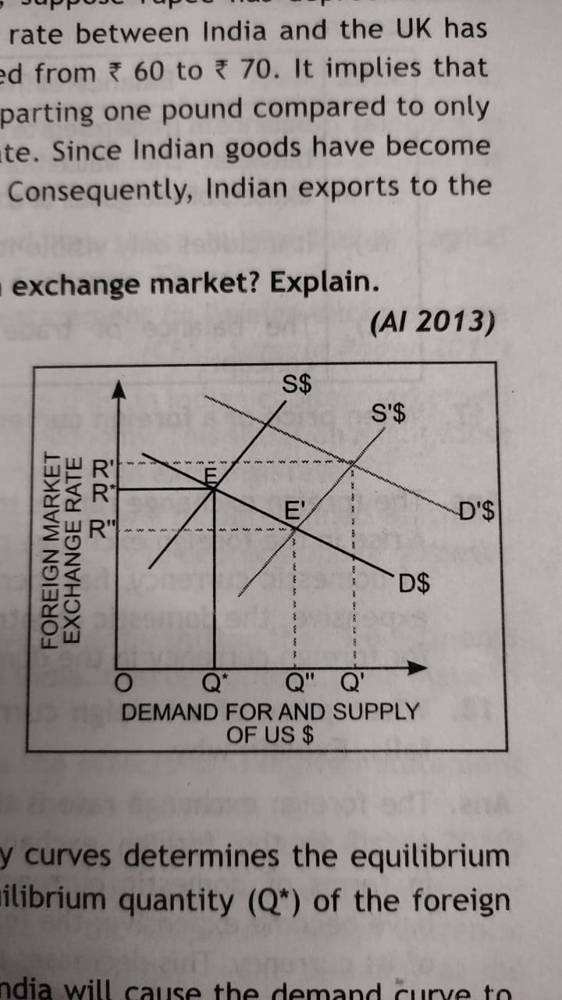 rate between India and the UK has
ed from ₹ 60 to ₹ 70. It implies that
parting one pound compared to only
te. Since Indian goods have become
Consequently, Indian exports to the
exchange market? Explain.
(AI 2013)
S$
S'$
R'
E
R*
E'
D'$
R"
D$
FOREIGN MARKET
EXCHANGE RATE
O Q* Q" Q'
DEMAND FOR AND SUPPLY
OF US $
y curves determines the equilibrium
ilibrium quantity (Q*) of the foreign
ndia will cause the demand curve to